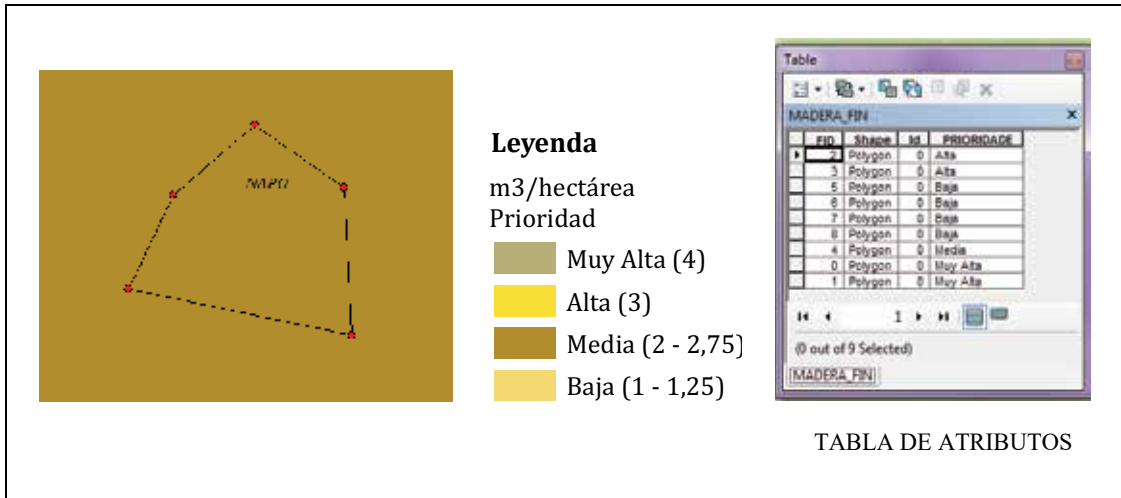 NAPO
Leyenda
m3/hectárea
Prioridad
Muy Alta (4)
Alta (3)
Media (2 - 2,75)
Baja (1 - 1,25)
Table
MADERA_FIN
FID Shape Id PRIORIDADE
2 Polygon 0 Alta
3 Polygon 0 Alta
5 Polygon 0 Baja
6 Polygon 0 Baja
7 Polygon 0 Baja
8 Polygon 0 Baja
4 Polygon 0 Media
0 Polygon 0 Muy Alta
1 Polygon 0 Muy Alta
1
(0 out of 9 Selected)
MADERA_FIN
TABLA DE ATRIBUTOS